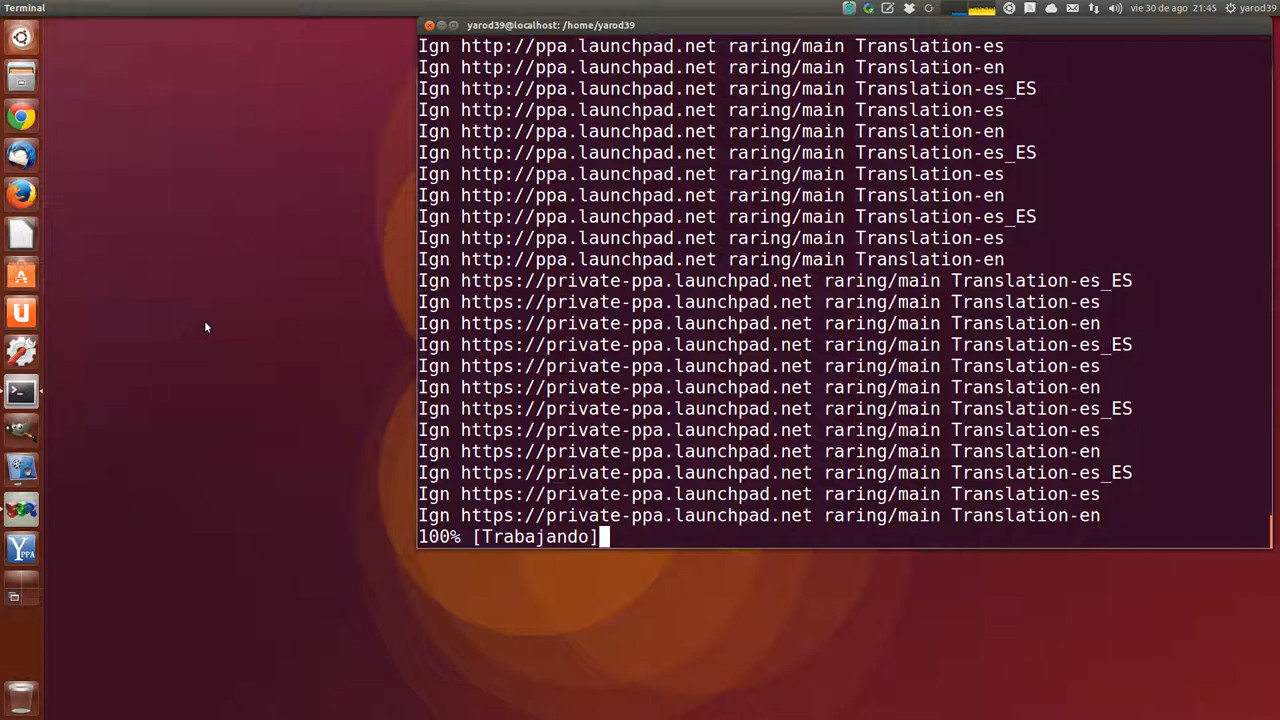 Terminal
vie 30 de ago 21:45 yarod39
yarod39@localhost: /home/yarod39
Ign http://ppa.launchpad.net raring/main Translation-es
Ign http://ppa.launchpad.net raring/main Translation-en
Ign http://ppa.launchpad.net raring/main Translation-es_ES
Ign http://ppa.launchpad.net raring/main Translation-es
Ign http://ppa.launchpad.net raring/main Translation-en
Ign http://ppa.launchpad.net raring/main Translation-es_ES
Ign http://ppa.launchpad.net raring/main Translation-es
Ign http://ppa.launchpad.net raring/main Translation-en
Ign http://ppa.launchpad.net raring/main Translation-es_ES
Ign http://ppa.launchpad.net raring/main Translation-es
Ign http://ppa.launchpad.net raring/main Translation-en
Ign https://private-ppa.launchpad.net raring/main Translation-es_ES
Ign https://private-ppa.launchpad.net raring/main Translation-es
Ign https://private-ppa.launchpad.net raring/main Translation-en
Ign https://private-ppa.launchpad.net raring/main Translation-es_ES
Ign https://private-ppa.launchpad.net raring/main Translation-es
Ign https://private-ppa.launchpad.net raring/main Translation-en
Ign https://private-ppa.launchpad.net raring/main Translation-es_ES
Ign https://private-ppa.launchpad.net raring/main Translation-es
Ign https://private-ppa.launchpad.net raring/main Translation-en
Ign https://private-ppa.launchpad.net raring/main Translation-es_ES
Ign https://private-ppa.launchpad.net raring/main Translation-es
Ign https://private-ppa.launchpad.net raring/main Translation-en
100% [Trabajando]
YPPA